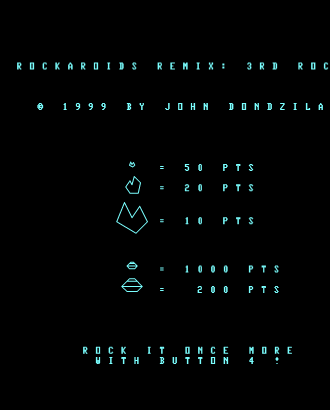 ROCKAROIDS REMIX: 3RD ROC
© 1999 BY JOHN DONDZILA
= 50 PTS
= 20 PTS
= 10 PTS
= 1000 PTS
= 200 PTS
ROCK IT ONCE MORE
WITH BUTTON 4 !